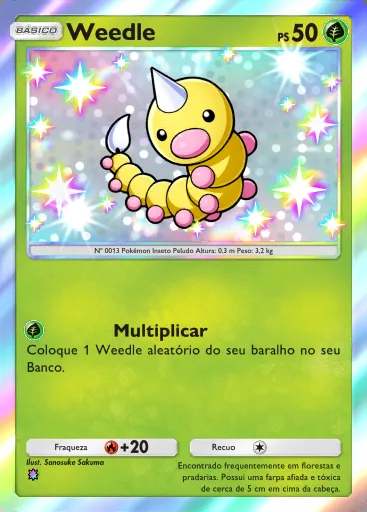 BÁSICO Weedle PS 50
Nº 0013 Pokémon Inseto Peludo Altura: 0,3 m Peso: 3,2 kg
Multiplicar
Coloque 1 Weedle aleatório do seu baralho no seu
Banco.
Fraqueza +20 Recuo
Ilust. Sanosuke Sakuma
Encontrado frequentemente em florestas e
pradarias. Possui uma farpa afiada e tóxica
de cerca de 5 cm em cima da cabeça.